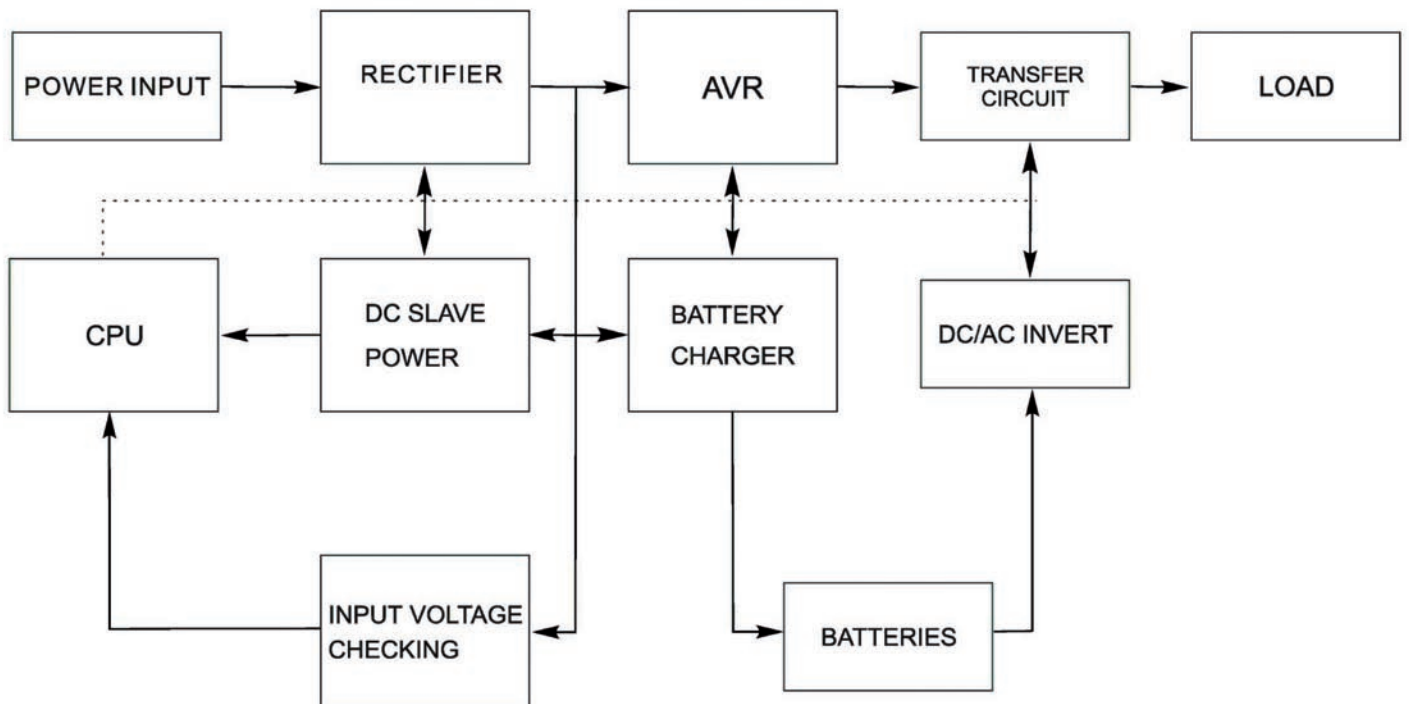 POWER INPUT
RECTIFIER
AVR
TRANSFER
CIRCUIT
LOAD
CPU
DC SLAVE
POWER
BATTERY
CHARGER
DC/AC INVERT
INPUT VOLTAGE
CHECKING
BATTERIES